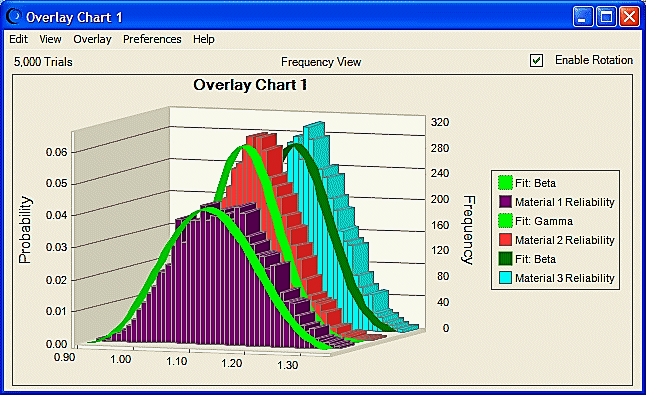 Overlay Chart 1
Edit View Overlay Preferences Help
5,000 Trials Frequency View Enable Rotation
Overlay Chart 1
Probability
0.06
0.05
0.04
0.03
0.02
0.01
0.00
0.90 1.00 1.10 1.20 1.30
320
280
240
200
160
120
80
40
0
Frequency
Fit: Beta
Material 1 Reliability
Fit: Gamma
Material 2 Reliability
Fit: Beta
Material 3 Reliability